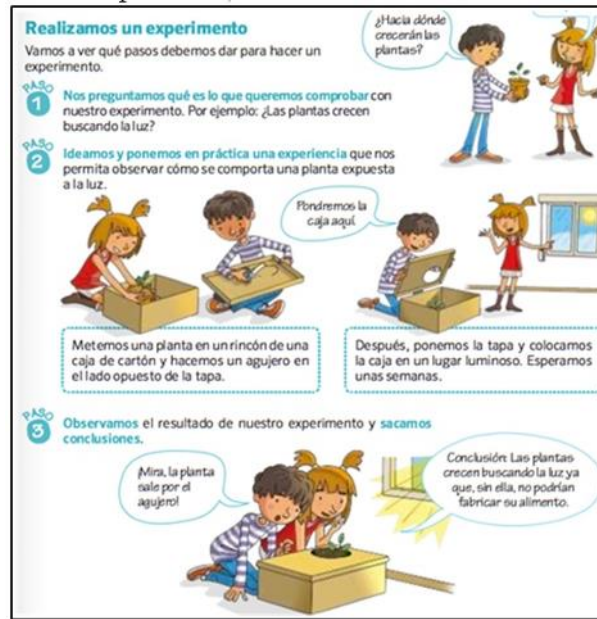 Realizamos un experimento
Vamos a ver qué pasos debemos dar para hacer un
experimento.
¿Hacia dónde
crecerán las
plantas?
PASO
1
Nos preguntamos qué es lo que queremos comprobar con
nuestro experimento. Por ejemplo: ¿Las plantas crecen
buscando la luz?
PASO
2
Ideamos y ponemos en práctica una experiencia que nos
permita observar cómo se comporta una planta expuesta
a la luz.
Pondremos la
caja aquí.
Metemos una planta en un rincón de una
caja de cartón y hacemos un agujero en
el lado opuesto de la tapa.
Después, ponemos la tapa y colocamos
la caja en un lugar luminoso. Esperamos
unas semanas.
PASO
3
Observamos el resultado de nuestro experimento y sacamos
conclusiones.
¡Mira, la planta
sale por el
agujero!
Conclusión: Las plantas
crecen buscando la luz ya
que, sin ella, no podrían
fabricar su alimento.